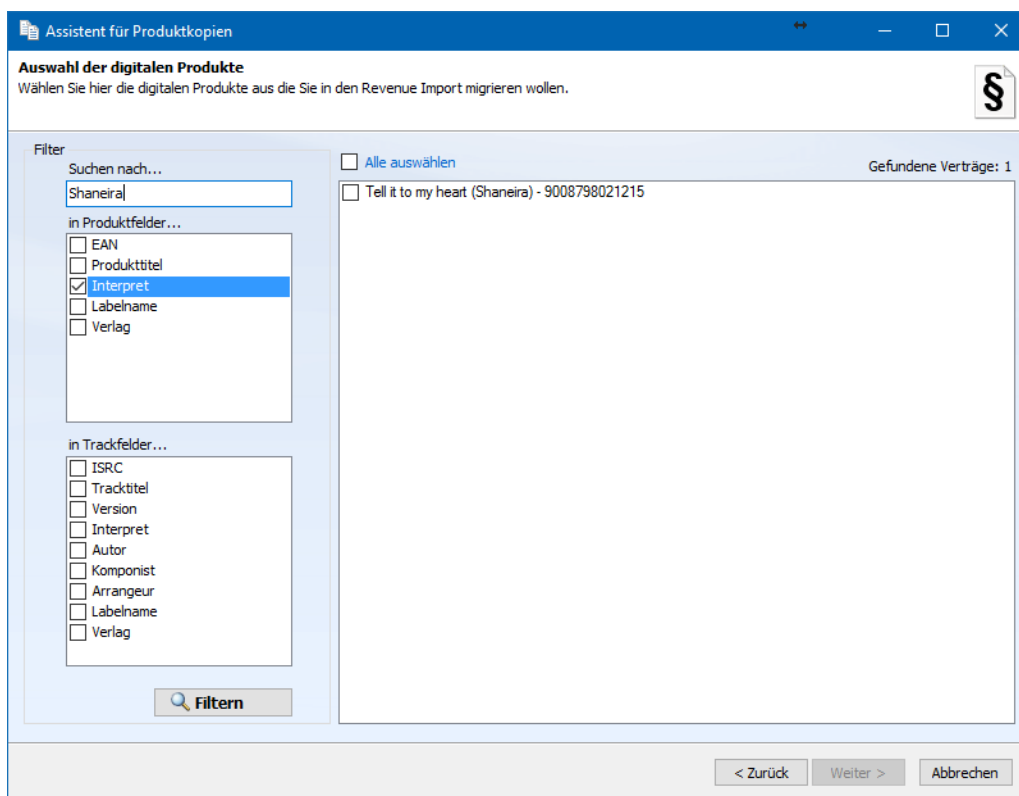 Assistent für Produktkopien
Auswahl der digitalen Produkte
Wählen Sie hier die digitalen Produkte aus die Sie in den Revenue Import migrieren wollen.
§
Filter
Suchen nach...
Shaneira
in Produktfelder...
EAN
Produkttitel
Interpret
Labelname
Verlag
in Trackfelder...
ISRC
Tracktitel
Version
Interpret
Autor
Komponist
Arrangeur
Labelname
Verlag
Filtern
Alle auswählen
Gefundene Verträge: 1
Tell it to my heart (Shaneira) - 9008798021215
< Zurück
Weiter >
Abbrechen